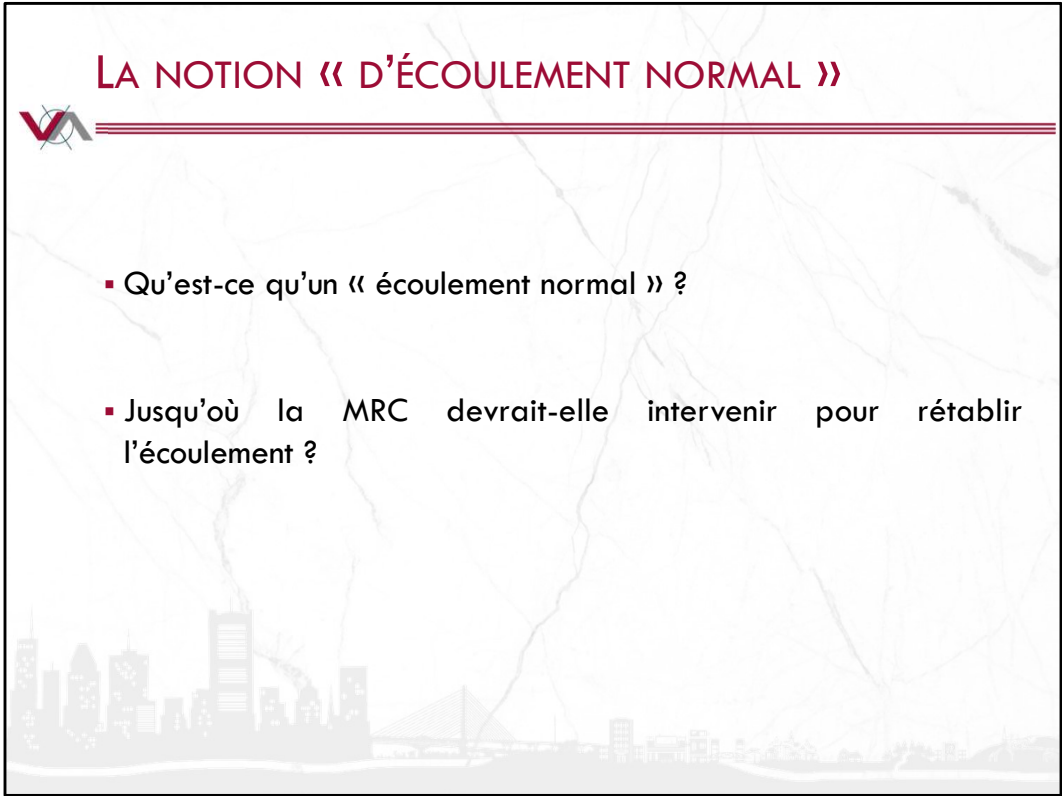 LA NOTION « D’ÉCOULEMENT NORMAL »
VA
▪ Qu’est-ce qu’un « écoulement normal » ?
▪ Jusqu’où la MRC devrait-elle intervenir pour rétablir
l’écoulement ?